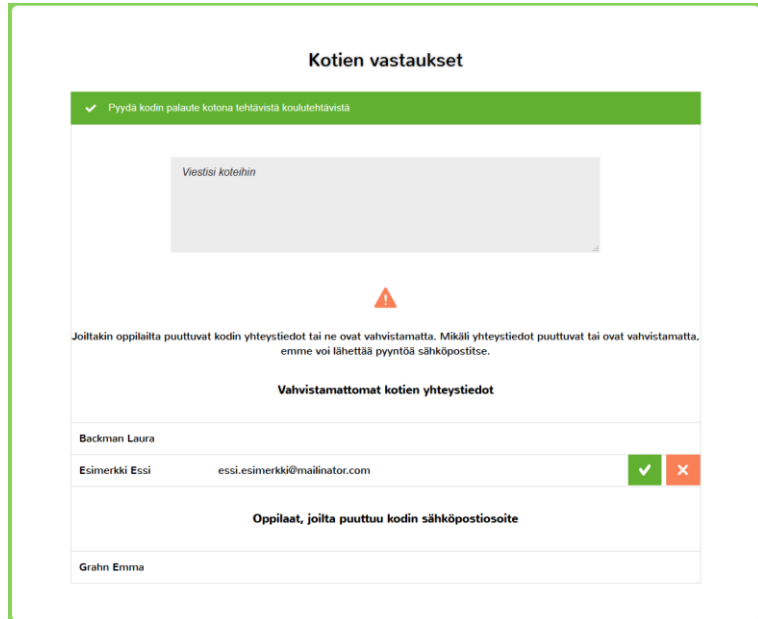 Kotien vastaukset
Pyydä kodin palaute kotona tehtävistä koulutehtävistä
Viestisi koteihin
Joiltakin oppilailta puuttuvat kodin yhteystiedot tai ne ovat vahvistamatta. Mikäli yhteystiedot puuttuvat tai ovat vahvistamatta,
emme voi lähettää pyyntöä sähköpostitse.
Vahvistamattomat kotien yhteystiedot
Backman Laura
Esimerkki Essi essi.esimerkki@mailinator.com
Oppilaat, joilta puuttuu kodin sähköpostiosoite
Grahn Emma